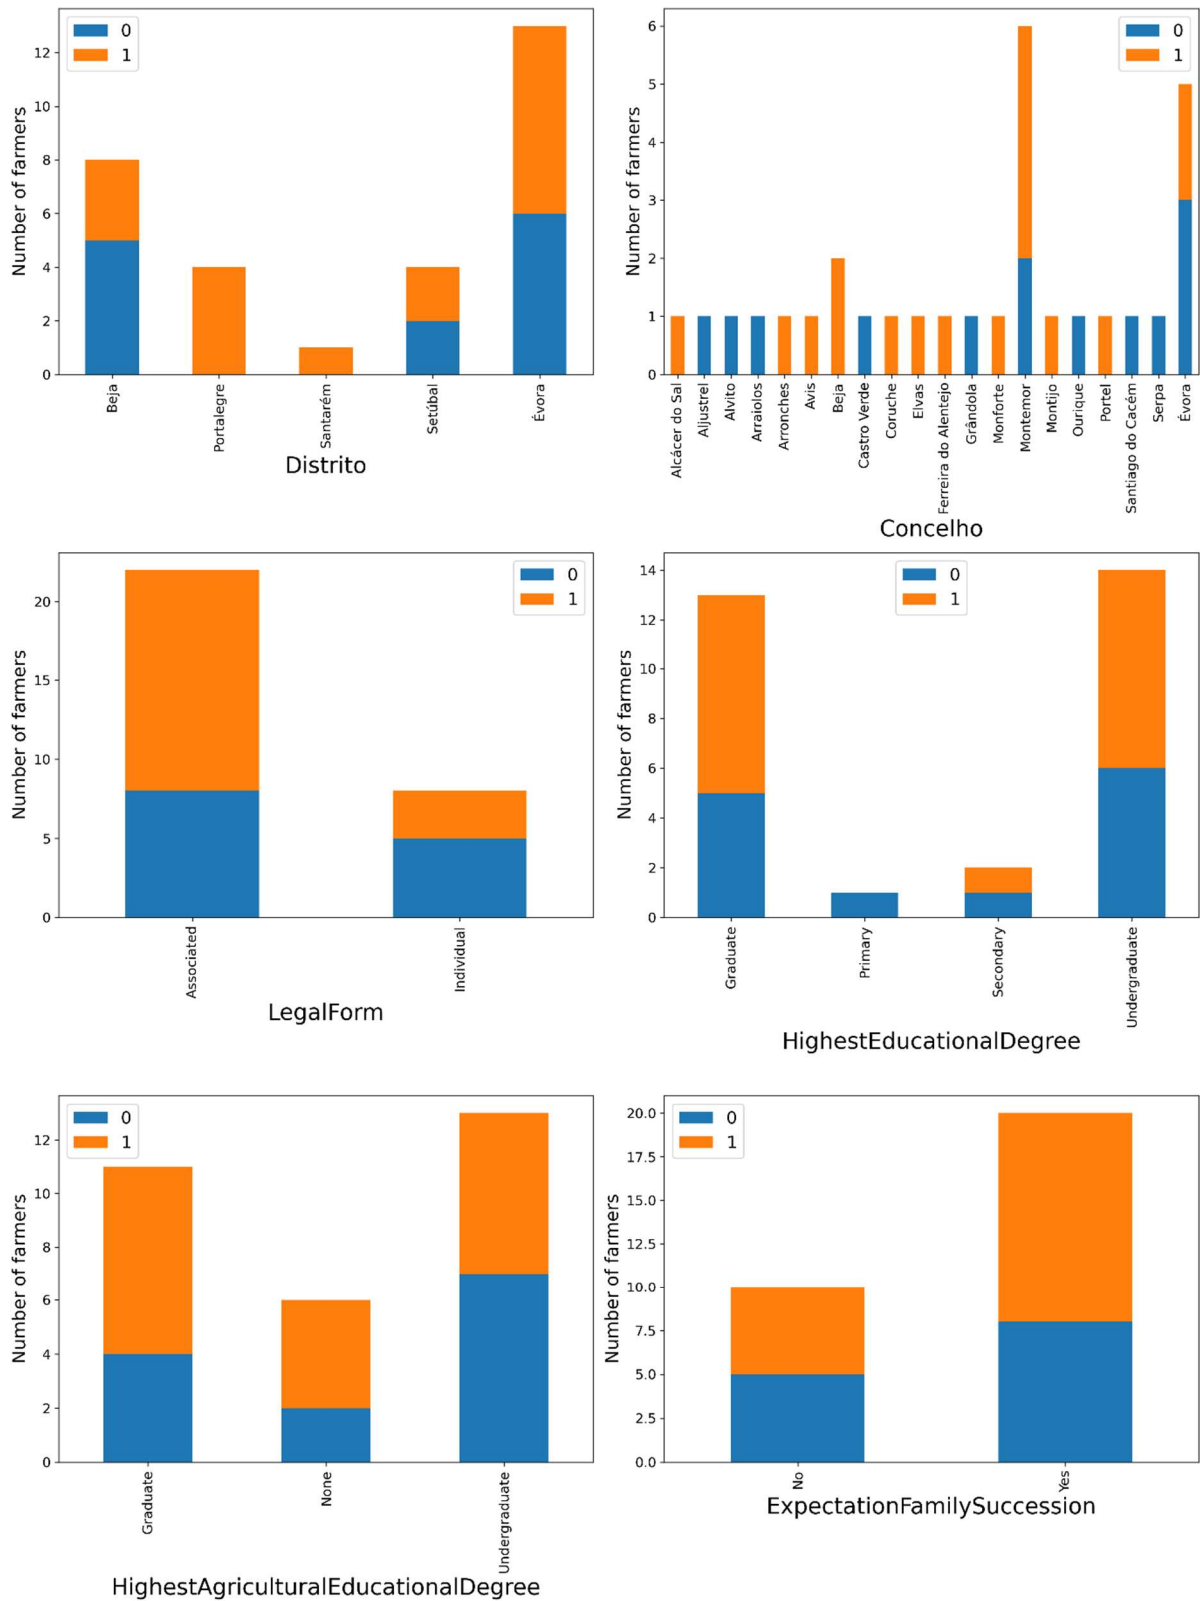 0
1
Number of farmers
12
10
8
6
4
2
0
Beja
Portalegre
Santarém
Setúbal
Évora
Distrito
0
1
Number of farmers
6
5
4
3
2
1
0
Alcácer do Sal
Aljustrel
Alvito
Arraiolos
Arronches
Avis
Beja
Castro Verde
Coruche
Elvas
Ferreira do Alentejo
Grândola
Monforte
Montemor
Montijo
Ourique
Portel
Santiago do Cacém
Serpa
Évora
Concelho
0
1
Number of farmers
20
15
10
5
0
Associated
Individual
LegalForm
0
1
Number of farmers
14
12
10
8
6
4
2
0
Graduate
Primary
Secondary
Undergraduate
HighestEducationalDegree
0
1
Number of farmers
12
10
8
6
4
2
0
Graduate
None
Undergraduate
HighestAgriculturalEducationalDegree
0
1
Number of farmers
20.0
17.5
15.0
12.5
10.0
7.5
5.0
2.5
0.0
No
Yes
ExpectationFamilySuccession